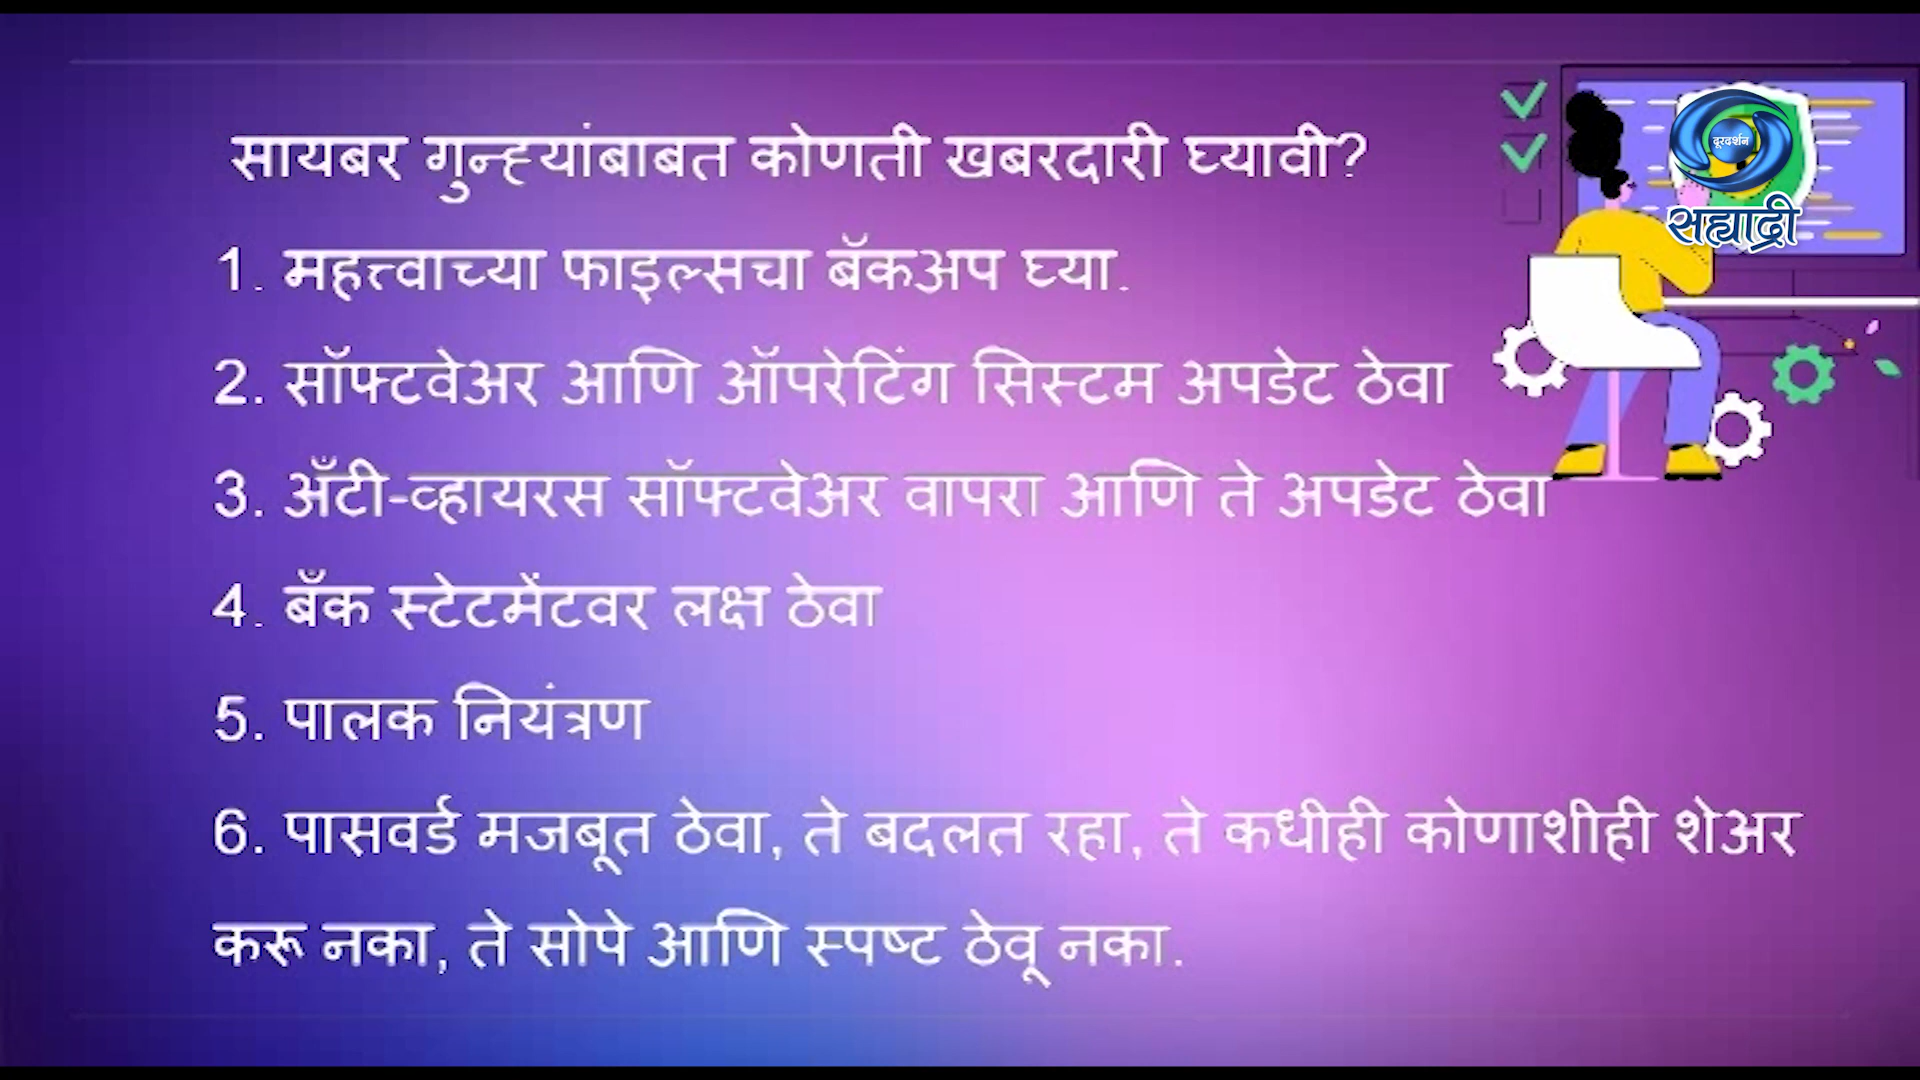 दूरदर्शन
सह्याद्री
सायबर गुन्ह्यांबाबत कोणती खबरदारी घ्यावी?
1. महत्त्वाच्या फाइल्सचा बॅकअप घ्या.
2. सॉफ्टवेअर आणि ऑपरेटिंग सिस्टम अपडेट ठेवा
3. अँटी-व्हायरस सॉफ्टवेअर वापरा आणि ते अपडेट ठेवा
4. बँक स्टेटमेंटवर लक्ष ठेवा
5. पालक नियंत्रण
6. पासवर्ड मजबूत ठेवा, ते बदलत रहा, ते कधीही कोणाशीही शेअर
करू नका, ते सोपे आणि स्पष्ट ठेवू नका.